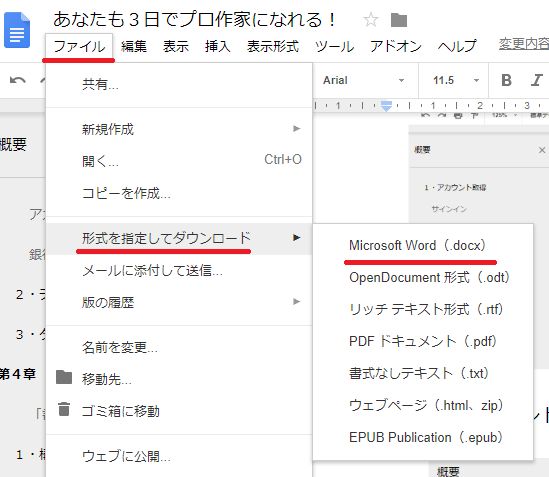 あなたも３日でプロ作家になれる！
ファイル 編集 表示 挿入 表示形式 ツール アドオン ヘルプ 変更内容
Arial 11.5 B I
1 1 2 3
共有...
概要
概要 ×
新規作成
１・アカウント取得
開く... Ctrl+O
サインイン
コピーを作成...
アカ
形式を指定してダウンロード
Microsoft Word（.docx）
銀行
メールに添付して送信...
OpenDocument 形式（.odt）
２・テ
版の履歴
リッチ テキスト形式（.rtf）
３・タ
名前を変更...
PDF ドキュメント（.pdf）
第４章
移動先...
書式なしテキスト（.txt）
ゴミ箱に移動
ウェブページ（.html、zip）
EPUB Publication（.epub）
１・横
ウェブに公開...
概要